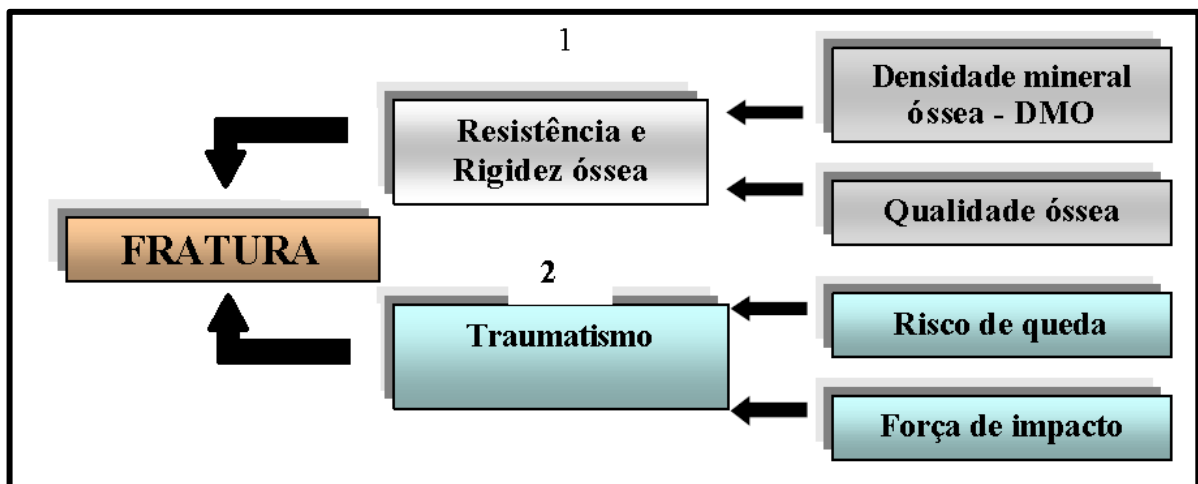 1
Densidade mineral
óssea - DMO
Resistência e
Rigidez óssea
Qualidade óssea
FRATURA
2
Traumatismo
Risco de queda
Força de impacto